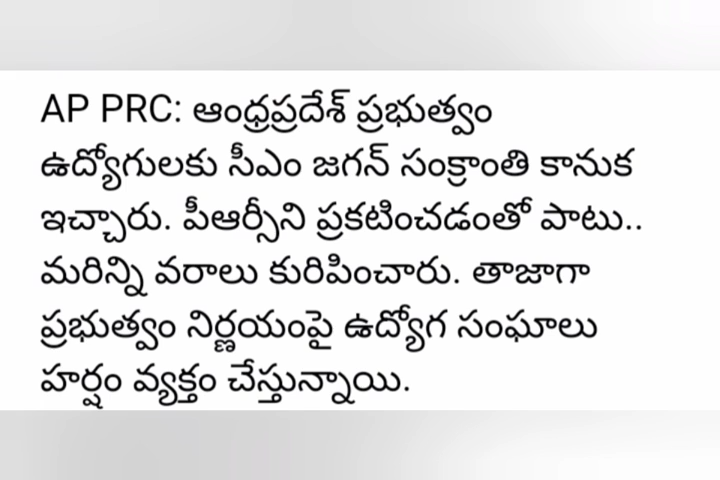 AP PRC: ఆంధ్రప్రదేశ్ ప్రభుత్వం
ఉద్యోగులకు సీఎం జగన్ సంక్రాంతి కానుక
ఇచ్చారు. పీఆర్సీని ప్రకటించడంతో పాటు..
మరిన్ని వరాలు కురిపించారు. తాజాగా
ప్రభుత్వం నిర్ణయంపై ఉద్యోగ సంఘాలు
హర్షం వ్యక్తం చేస్తున్నాయి.